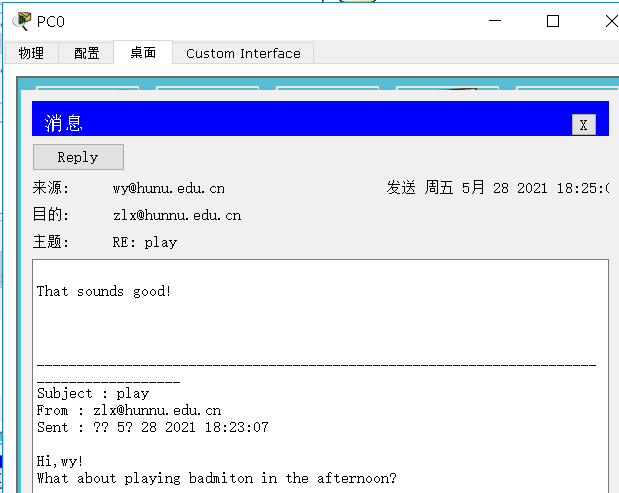 PC0
物理 配置 桌面 Custom Interface
消息 X
Reply
来源: wy@hunu.edu.cn 发送 周五 5月 28 2021 18:25:0
目的: zlx@hunnu.edu.cn
主题: RE: play
That sounds good!
--------------------------------------------------------------------------
------------------
Subject : play
From : zlx@hunnu.edu.cn
Sent : ?? 5? 28 2021 18:23:07
Hi,wy!
What about playing badmiton in the afternoon?